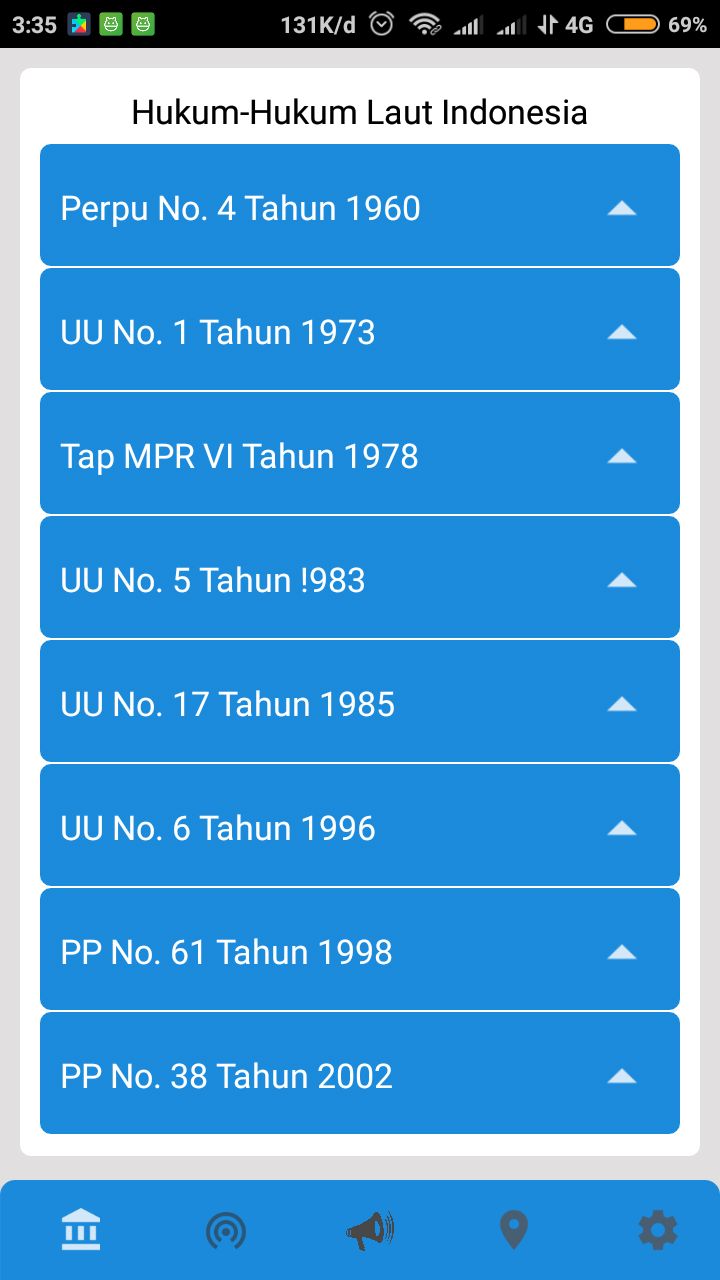 3:35 131K/d 4G 69%
Hukum-Hukum Laut Indonesia
Perpu No. 4 Tahun 1960
UU No. 1 Tahun 1973
Tap MPR VI Tahun 1978
UU No. 5 Tahun !983
UU No. 17 Tahun 1985
UU No. 6 Tahun 1996
PP No. 61 Tahun 1998
PP No. 38 Tahun 2002